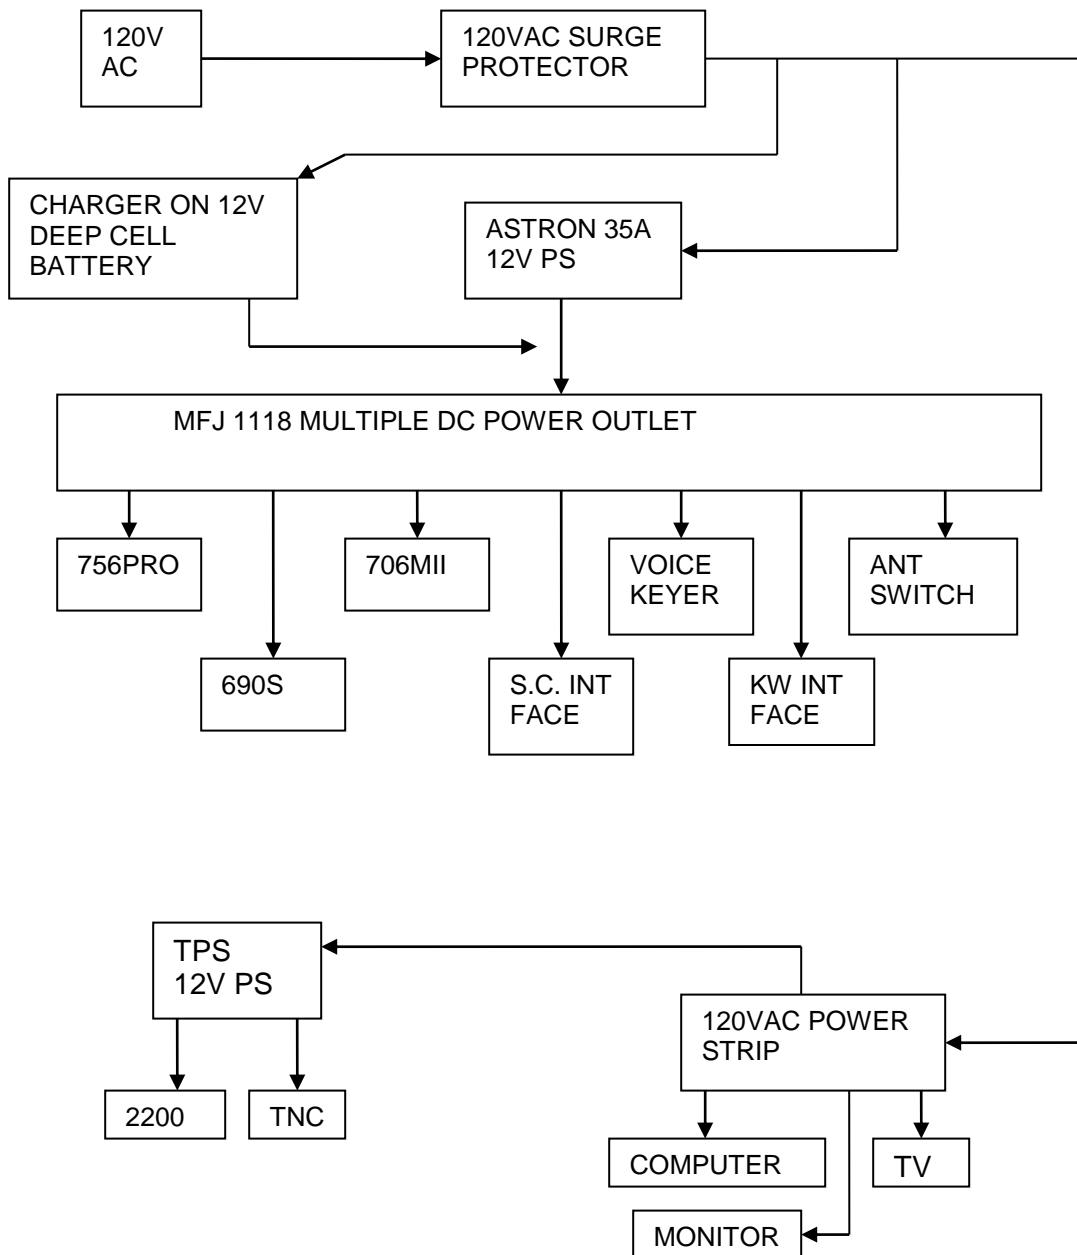 120V
AC
120VAC SURGE
PROTECTOR
CHARGER ON 12V
DEEP CELL
BATTERY
ASTRON 35A
12V PS
MFJ 1118 MULTIPLE DC POWER OUTLET
756PRO
706MII
VOICE
KEYER
ANT
SWITCH
690S
S.C. INT
FACE
KW INT
FACE
TPS
12V PS
120VAC POWER
STRIP
2200
TNC
COMPUTER
TV
MONITOR